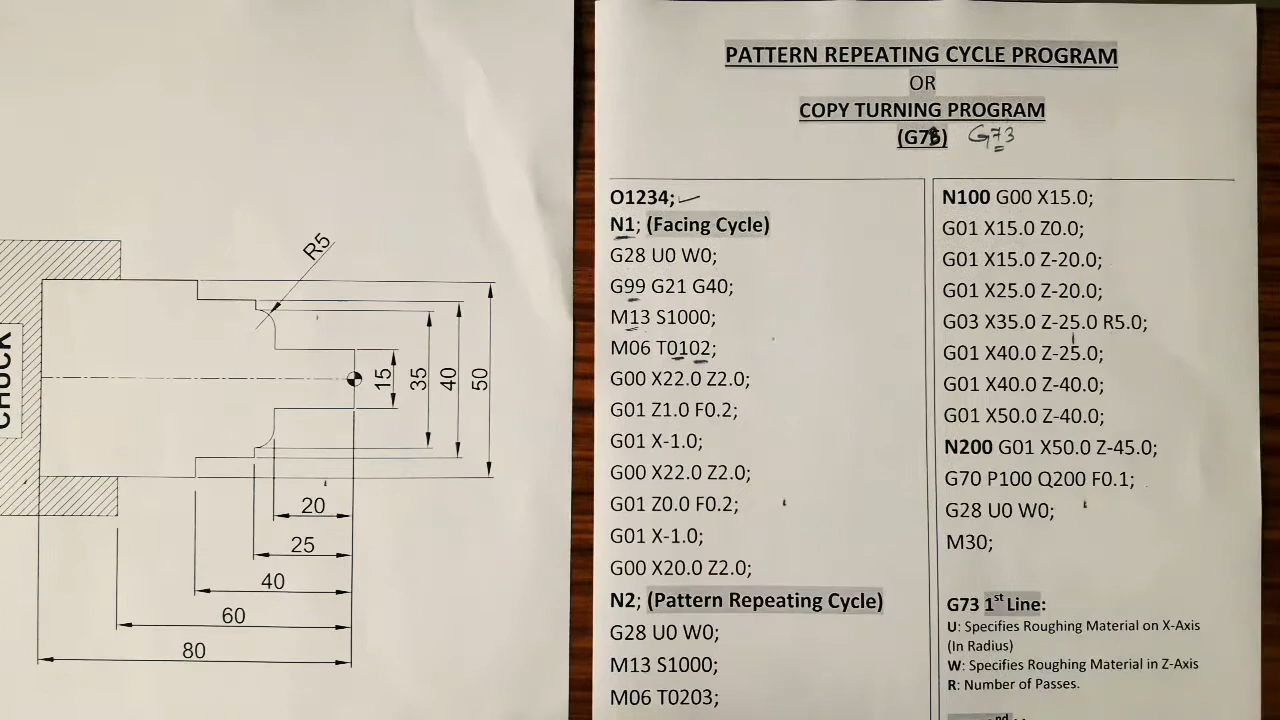 CHUCK
R5
15
35
40
50
20
25
40
60
80
PATTERN REPEATING CYCLE PROGRAM
OR
COPY TURNING PROGRAM
(G73) G73
O1234;
N1; (Facing Cycle)
G28 U0 W0;
G99 G21 G40;
M13 S1000;
M06 T0102;
G00 X22.0 Z2.0;
G01 Z1.0 F0.2;
G01 X-1.0;
G00 X22.0 Z2.0;
G01 Z0.0 F0.2;
G01 X-1.0;
G00 X20.0 Z2.0;
N2; (Pattern Repeating Cycle)
G28 U0 W0;
M13 S1000;
M06 T0203;
N100 G00 X15.0;
G01 X15.0 Z0.0;
G01 X15.0 Z-20.0;
G01 X25.0 Z-20.0;
G03 X35.0 Z-25.0 R5.0;
G01 X40.0 Z-25.0;
G01 X40.0 Z-40.0;
G01 X50.0 Z-40.0;
N200 G01 X50.0 Z-45.0;
G70 P100 Q200 F0.1;
G28 U0 W0;
M30;
G73 1st Line:
U: Specifies Roughing Material on X-Axis
(In Radius)
W: Specifies Roughing Material in Z-Axis
R: Number of Passes.